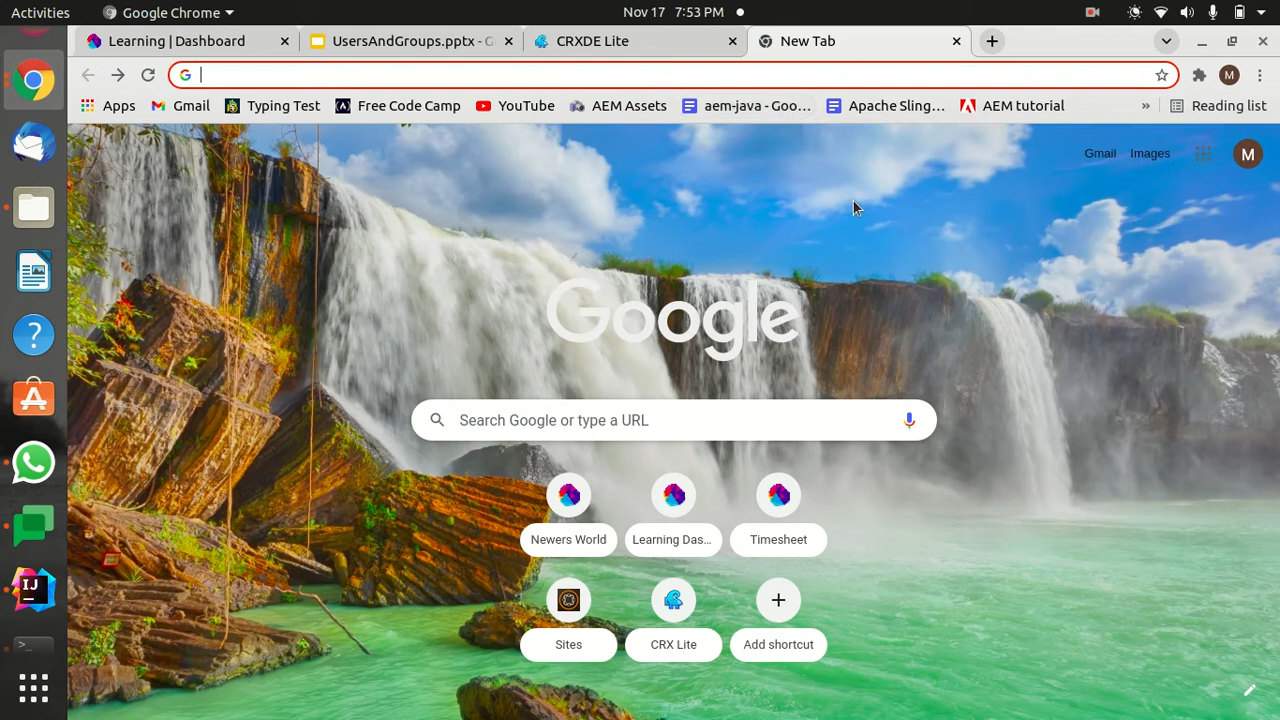 Activities Google Chrome Nov 17 7:53 PM
Learning | Dashboard UsersAndGroups.pptx - G CRXDE Lite New Tab
Apps Gmail Typing Test Free Code Camp YouTube AEM Assets aem-java - Goo... Apache Sling... AEM tutorial » Reading list
Gmail Images M
Google
Search Google or type a URL
Newers World Learning Das... Timesheet
Sites CRX Lite Add shortcut